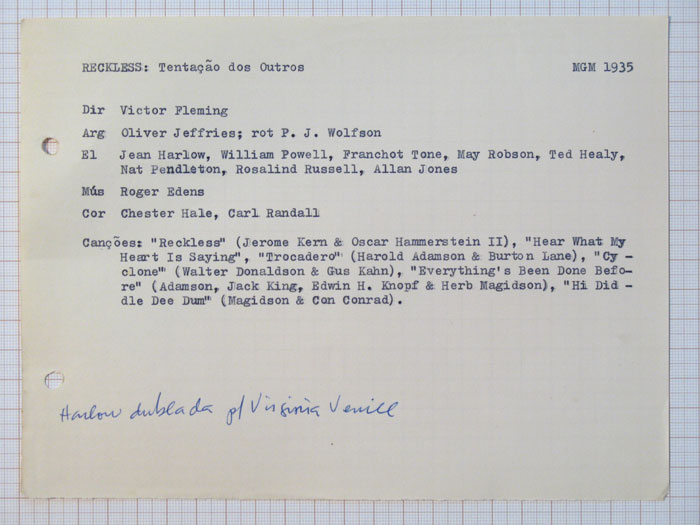 RECKLESS: Tentação dos Outros MGM 1935
Dir Victor Fleming
Arg Oliver Jeffries; rot P. J. Wolfson
El Jean Harlow, William Powell, Franchot Tone, May Robson, Ted Healy,
Nat Pendleton, Rosalind Russell, Allan Jones
Mús Roger Edens
Cor Chester Hale, Carl Randall
Canções: "Reckless" (Jerome Kern & Oscar Hammerstein II), "Hear What My
Heart Is Saying", "Trocadero" (Harold Adamson & Burton Lane), "Cy-
clone" (Walter Donaldson & Gus Kahn), "Everything's Been Done Befo-
re" (Adamson, Jack King, Edwin H. Knopf & Herb Magidson), "Hi Did-
dle Dee Dum" (Magidson & Con Conrad).
Harlow dublada p/ Virginia Verrill